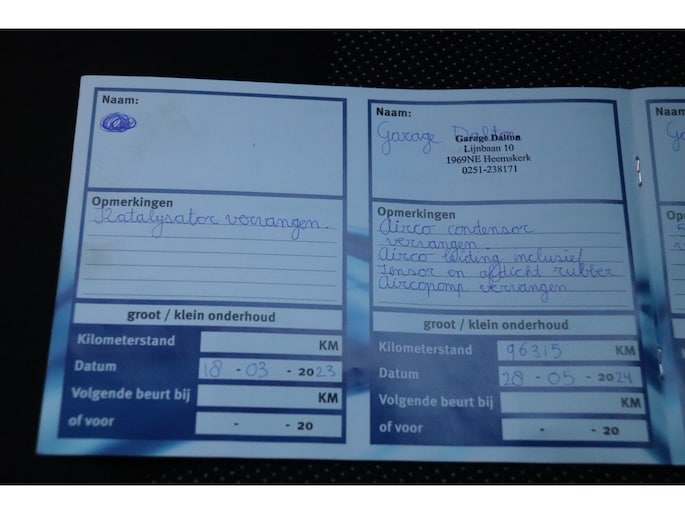 Naam:
Opmerkingen
Katalysator vervangen.
groot / klein onderhoud
Kilometerstand KM
Datum 18 - 03 - 2023
Volgende beurt bij KM
of voor - - 20
Naam:
Garage Dalton
Garage Dalton
Lijnbaan 10
1969NE Heemskerk
0251-238171
Opmerkingen
Airco condensor
vervangen.
Airco leiding inclusief
sensor en afdicht rubber.
Aircopomp vervangen.
groot / klein onderhoud
Kilometerstand 96315 KM
Datum 28 - 05 - 2024
Volgende beurt bij KM
of voor - - 20
Naam